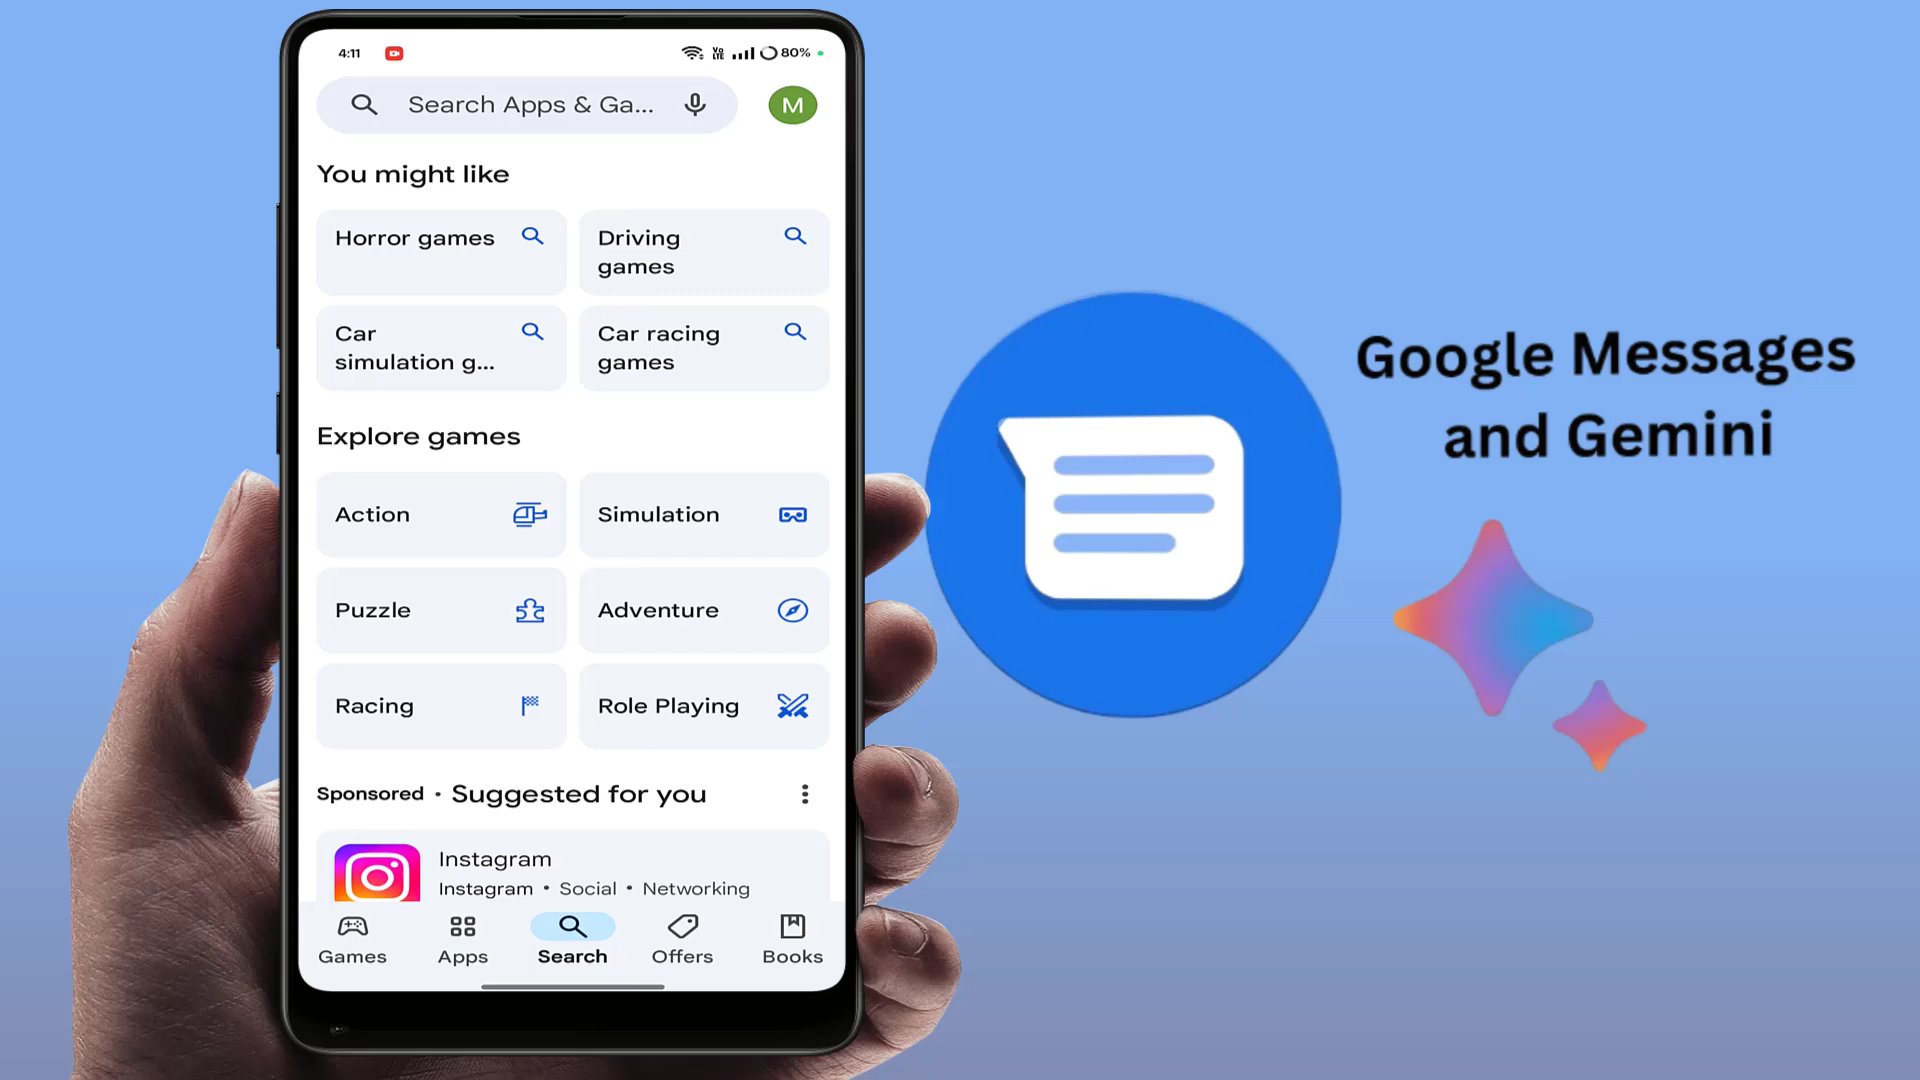 4:11
Vo
LTE
80%
Search Apps & Ga...
M
You might like
Horror games
Driving
games
Car
simulation g...
Car racing
games
Explore games
Action
Simulation
Puzzle
Adventure
Racing
Role Playing
Sponsored • Suggested for you
Instagram
Instagram • Social • Networking
Games
Apps
Search
Offers
Books
Google Messages
and Gemini